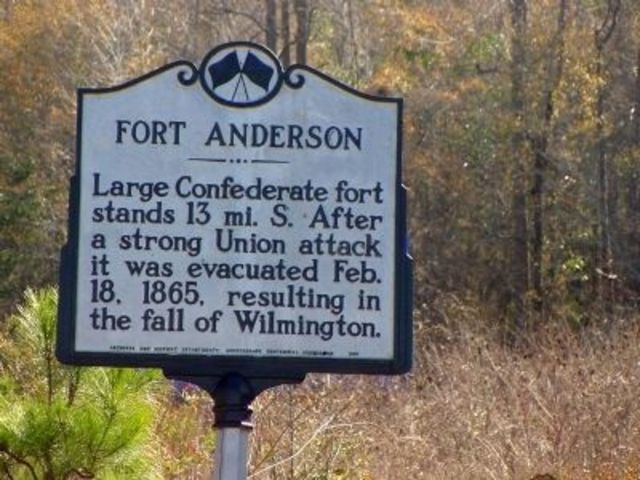 FORT ANDERSON
Large Confederate fort
stands 13 mi. S. After
a strong Union attack
it was evacuated Feb.
18, 1865, resulting in
the fall of Wilmington.